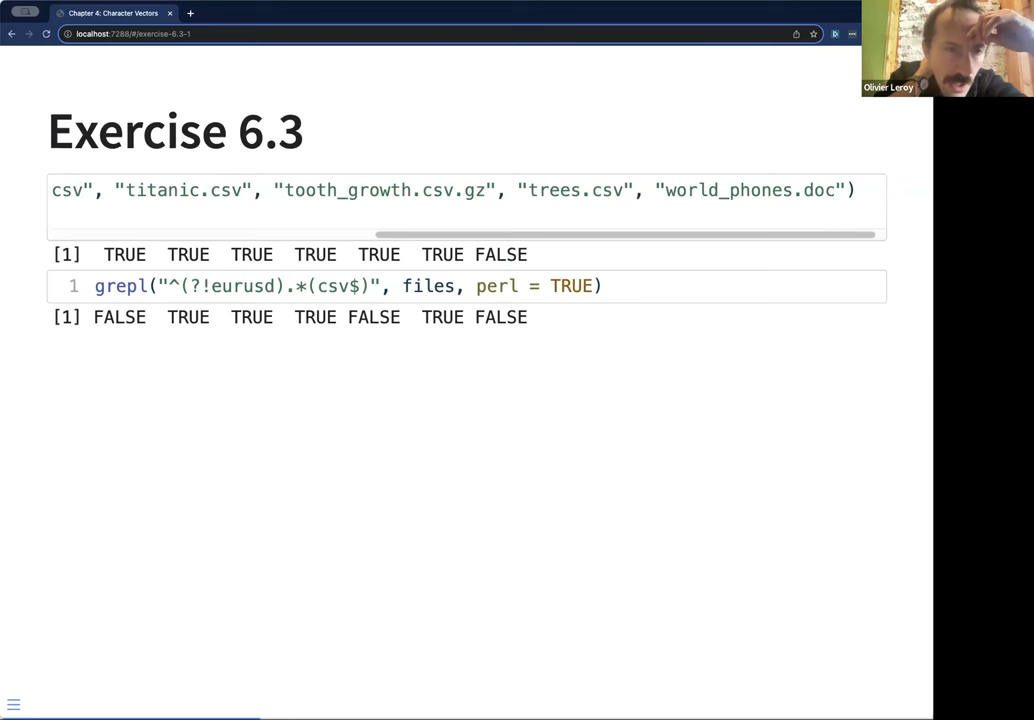 Chapter 4: Character Vectors
localhost:7288/#/exercise-6.3-1
Olivier Leroy
Exercise 6.3
csv", "titanic.csv", "tooth_growth.csv.gz", "trees.csv", "world_phones.doc")
[1] TRUE TRUE TRUE TRUE TRUE TRUE FALSE
1 grepl("^(?!eurusd).*(csv$)", files, perl = TRUE)
[1] FALSE TRUE TRUE TRUE FALSE TRUE FALSE